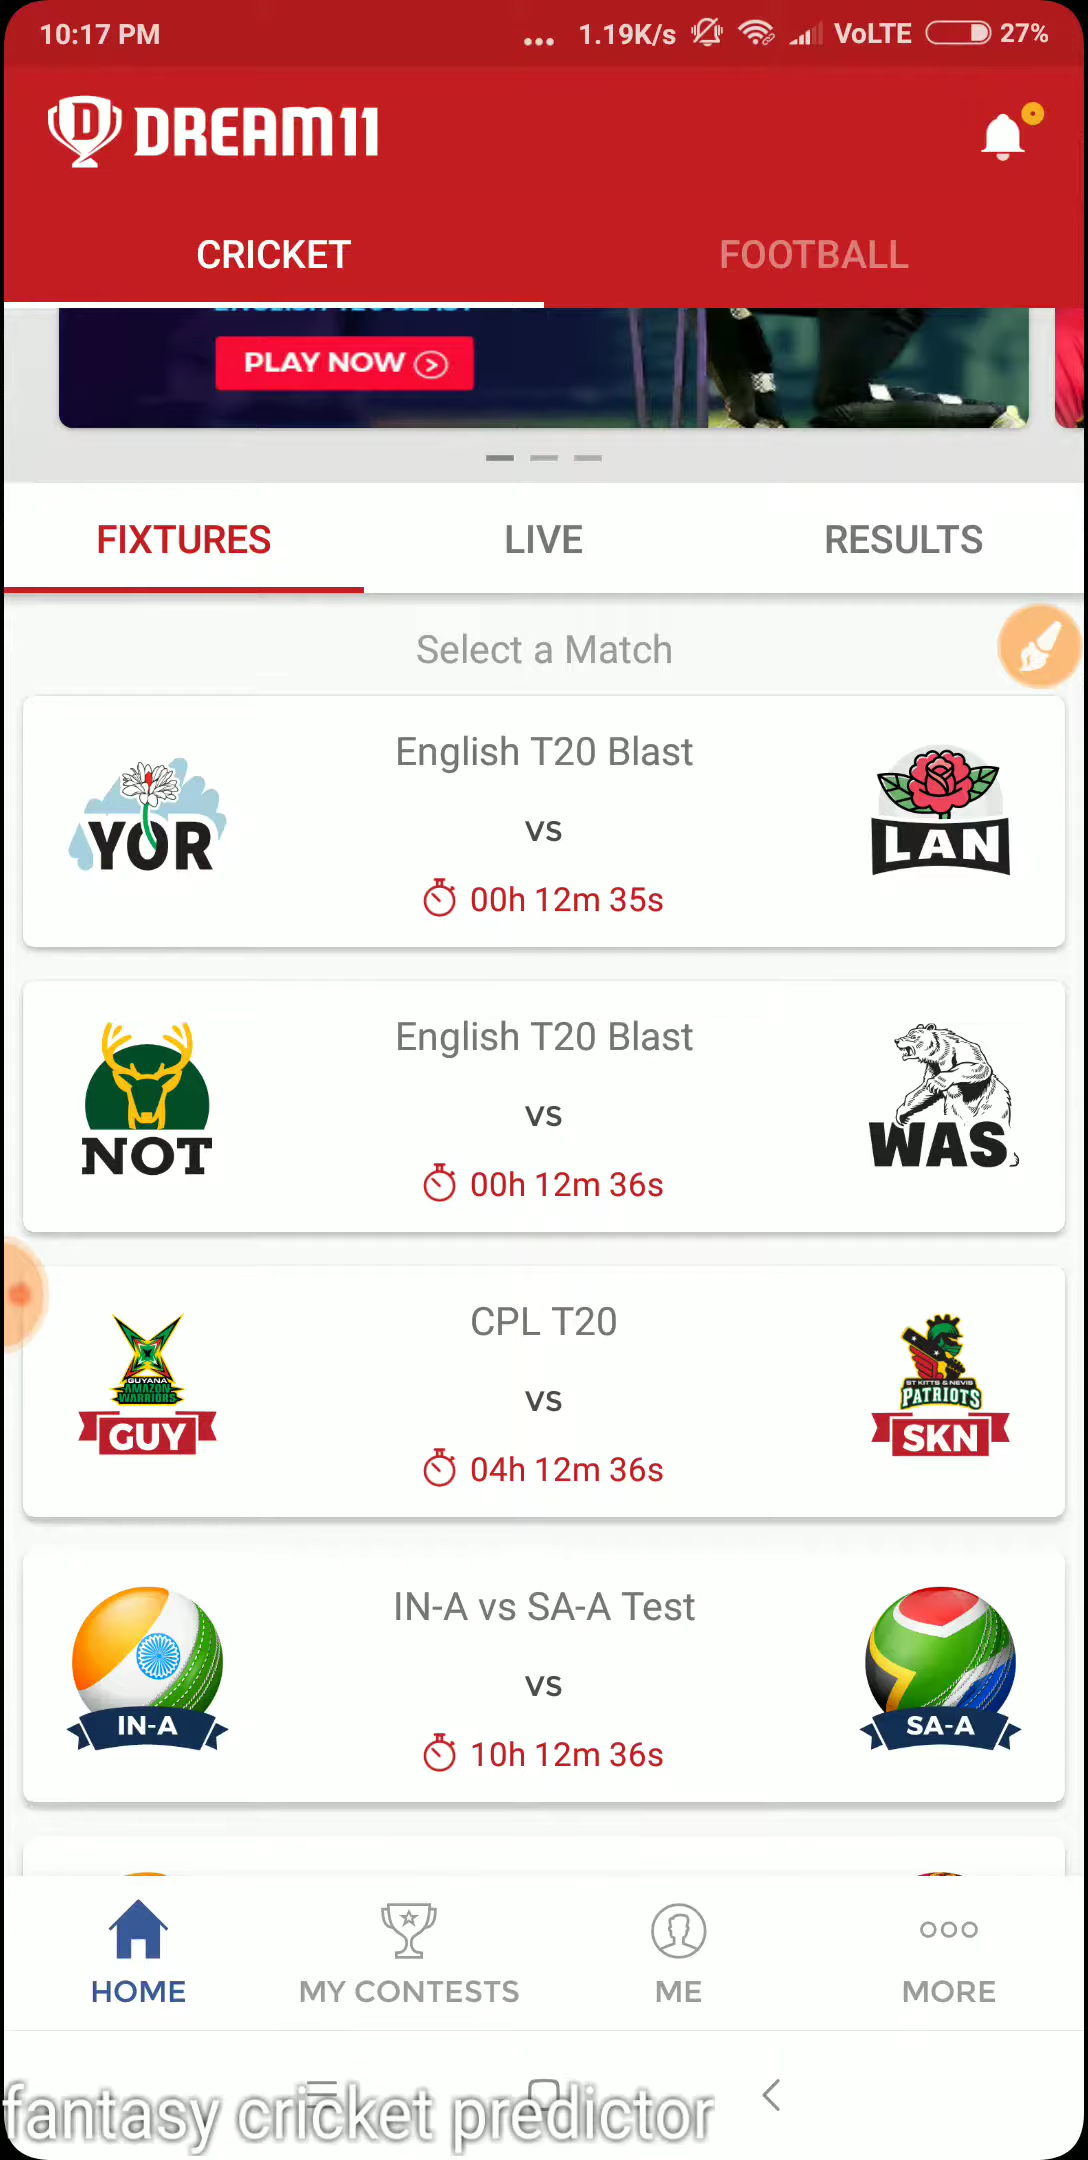 10:17 PM ... 1.19K/s VoLTE 27%
D DREAM11
CRICKET FOOTBALL
PLAY NOW
FIXTURES LIVE RESULTS
Select a Match
English T20 Blast
YOR vs LAN
00h 12m 35s
English T20 Blast
NOT vs WAS
00h 12m 36s
CPL T20
GUYANA AMAZON WARRIORS GUY vs ST KITTS & NEVIS PATRIOTS SKN
04h 12m 36s
IN-A vs SA-A Test
IN-A vs SA-A
10h 12m 36s
HOME MY CONTESTS ME MORE
fantasy cricket predictor